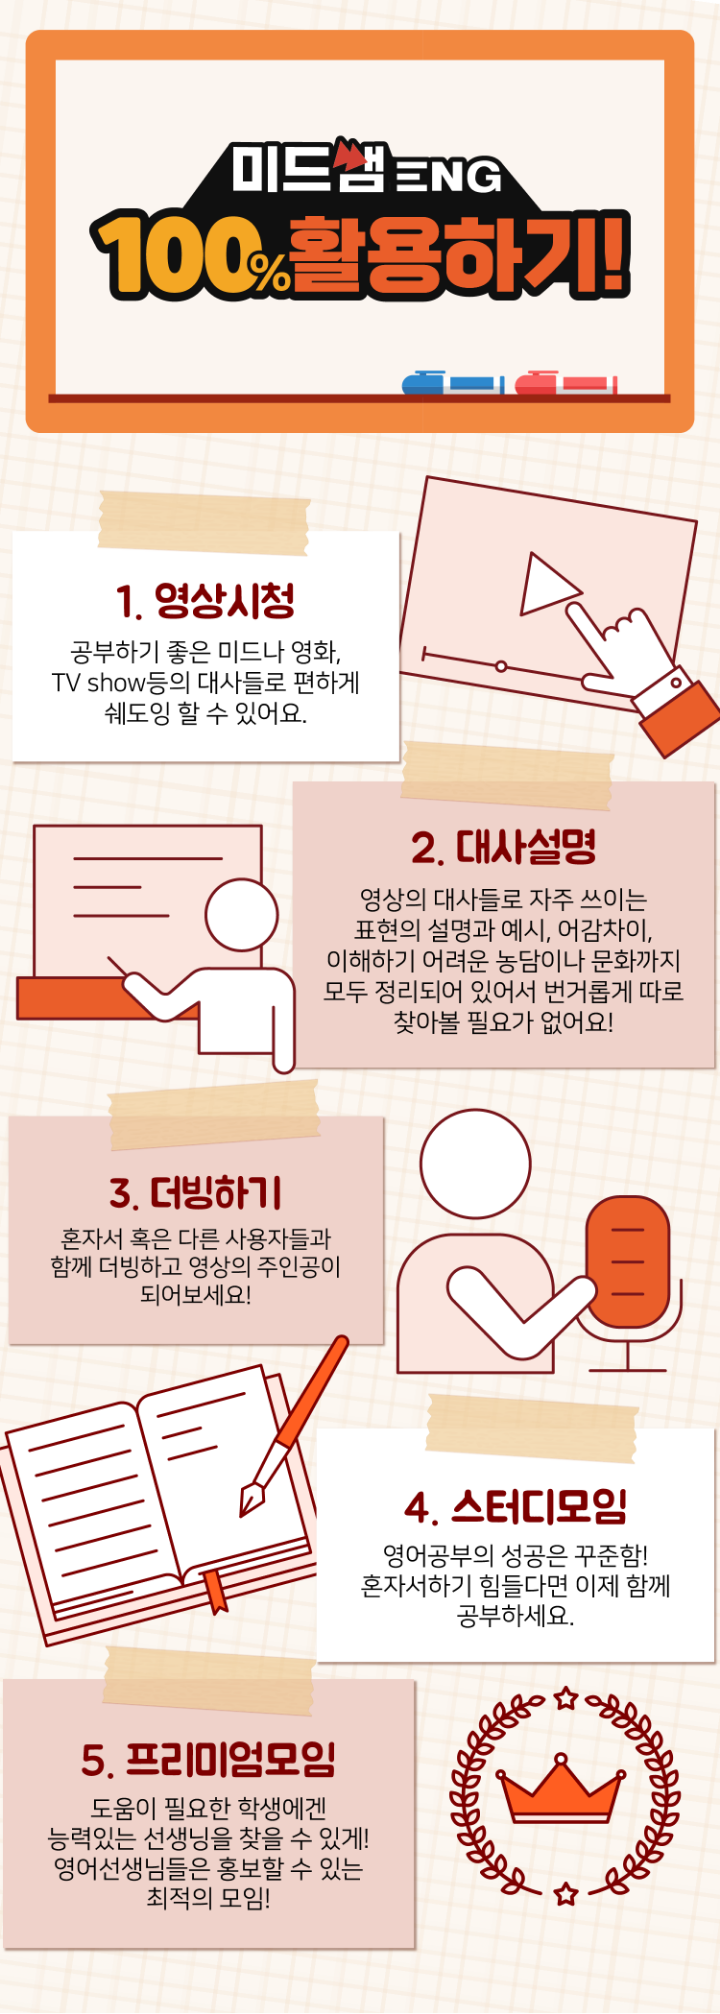 미드쌤 ENG
100%활용하기!
1. 영상시청
공부하기 좋은 미드나 영화,
TV show등의 대사들로 편하게
쉐도잉 할 수 있어요.
2. 대사설명
영상의 대사들로 자주 쓰이는
표현의 설명과 예시, 어감차이,
이해하기 어려운 농담이나 문화까지
모두 정리되어 있어서 번거롭게 따로
찾아볼 필요가 없어요!
3. 더빙하기
혼자서 혹은 다른 사용자들과
함께 더빙하고 영상의 주인공이
되어보세요!
4. 스터디모임
영어공부의 성공은 꾸준함!
혼자서하기 힘들다면 이제 함께
공부하세요.
5. 프리미엄모임
도움이 필요한 학생에겐
능력있는 선생닝을 찾을 수 있게!
영어선생님들은 홍보할 수 있는
최적의 모임!